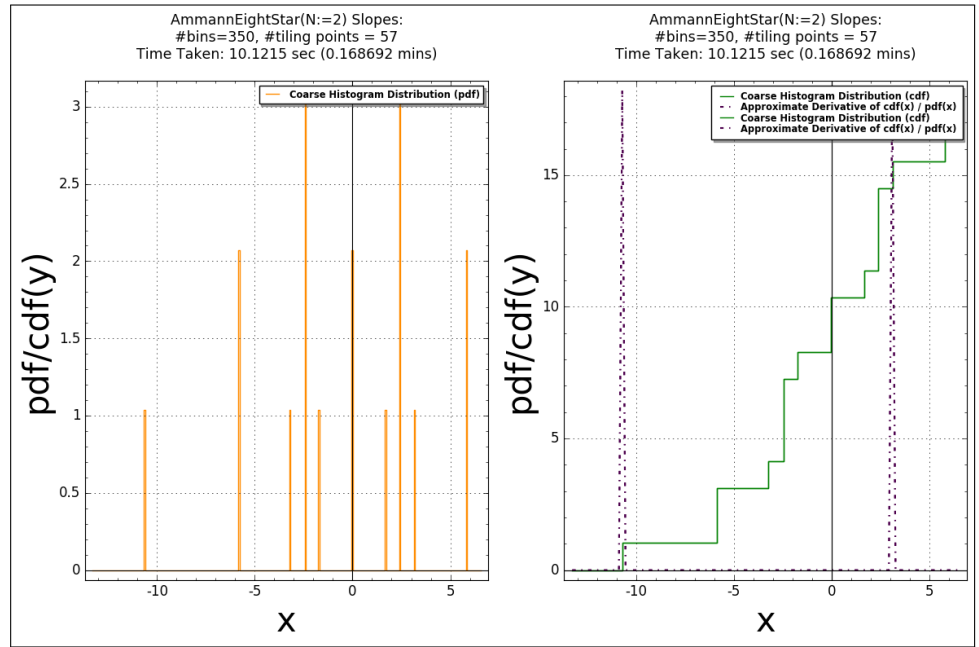 AmmannEightStar(N:=2) Slopes:
#bins=350, #tiling points = 57
Time Taken: 10.1215 sec (0.168692 mins)
Coarse Histogram Distribution (pdf)
pdf/cdf(y)
3
2.5
2
1.5
1
0.5
0
-10
-5
0
5
x
AmmannEightStar(N:=2) Slopes:
#bins=350, #tiling points = 57
Time Taken: 10.1215 sec (0.168692 mins)
Coarse Histogram Distribution (cdf)
Approximate Derivative of cdf(x) / pdf(x)
Coarse Histogram Distribution (cdf)
Approximate Derivative of cdf(x) / pdf(x)
pdf/cdf(y)
15
10
5
0
-10
-5
0
5
x